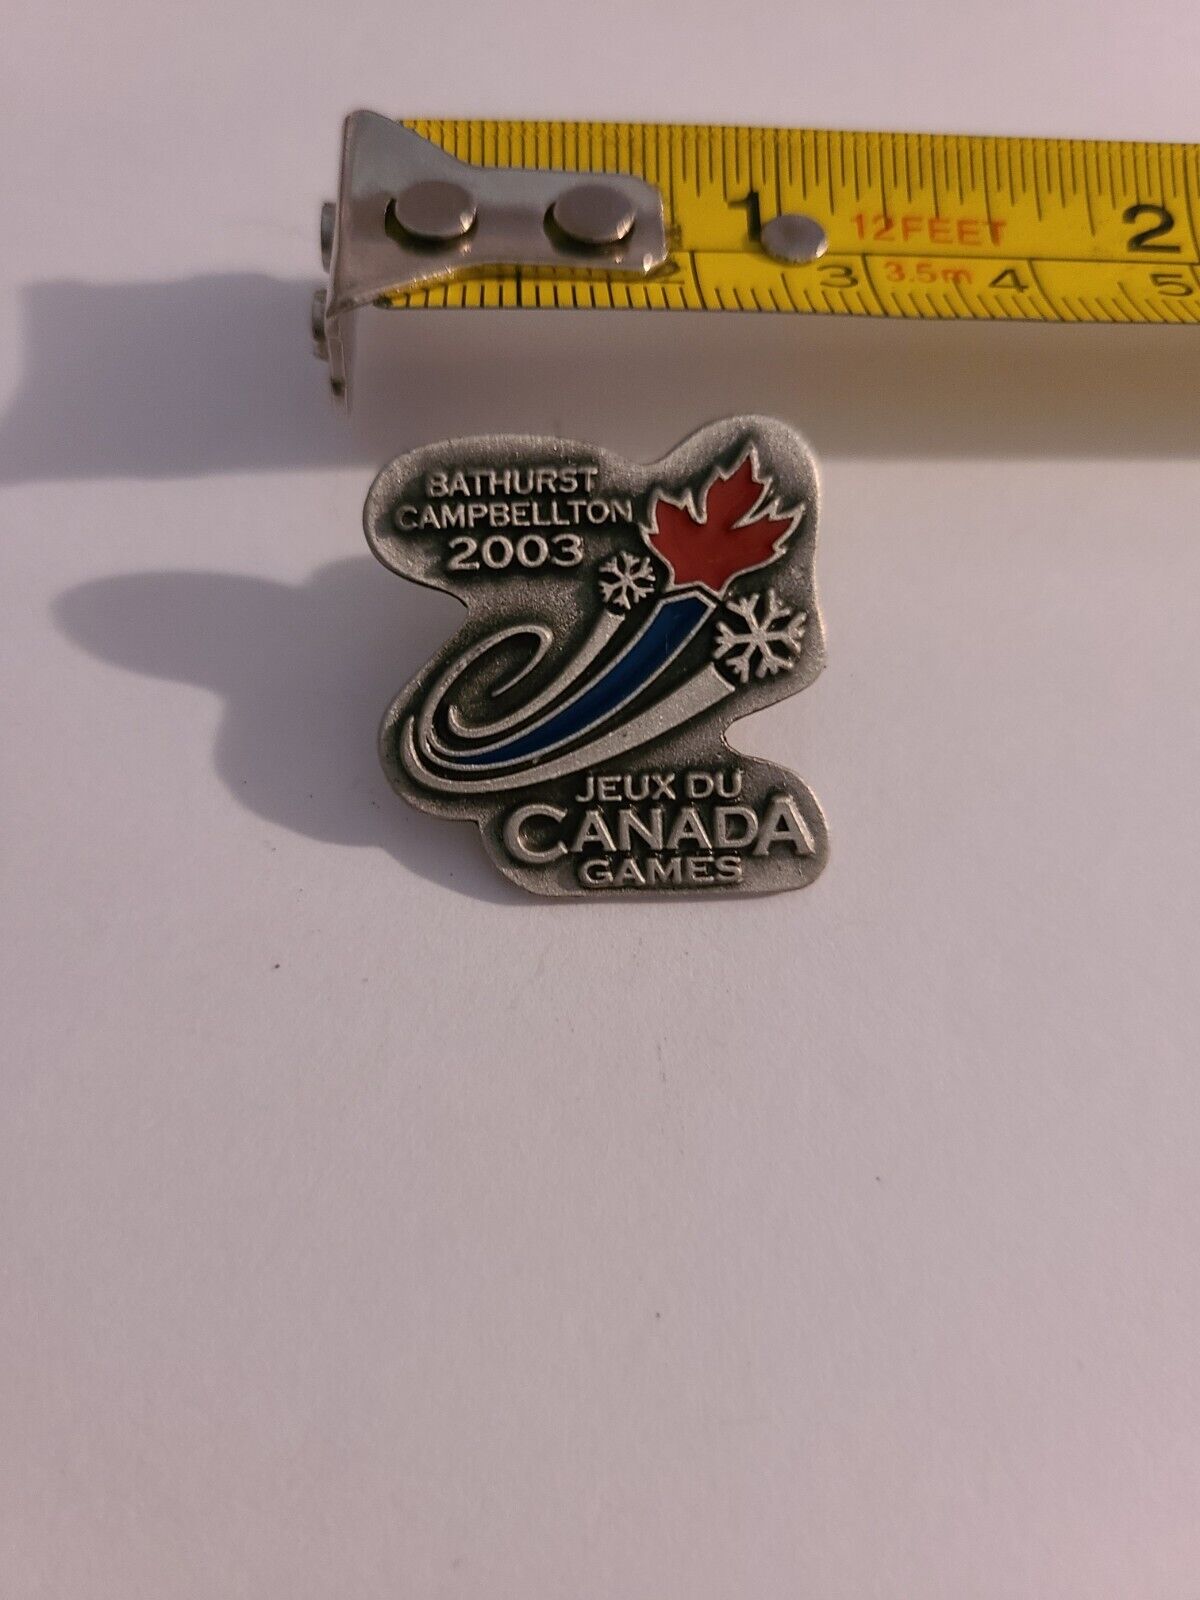 1 12FEET 2
2 3 3.5m 4 5
BATHURST
CAMPBELLTON
2003
JEUX DU
CANADA
GAMES